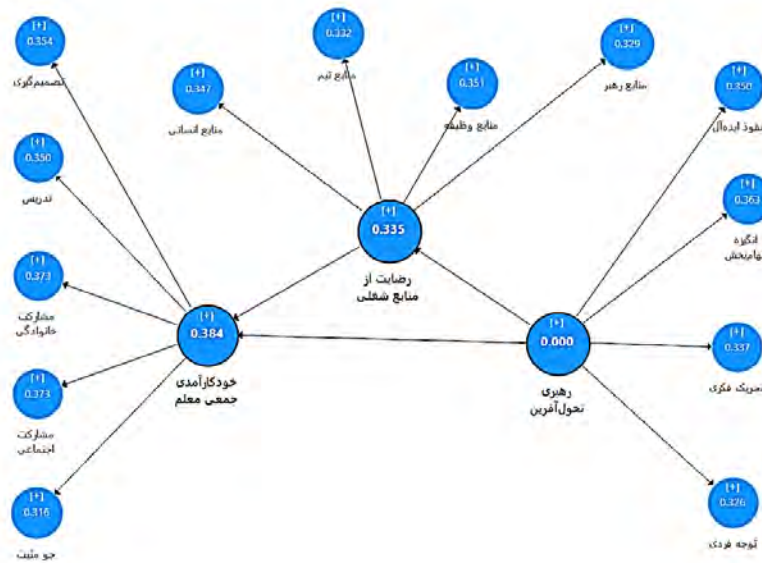 [+]
0.354
تصمیم‌گیری
[+]
0.347
منابع انسانی
[+]
0.332
منابع تیم
[+]
0.351
منابع وظیفه
[+]
0.329
منابع رهبر
[+]
0.350
نفوذ ایده‌آل
[+]
0.350
تدریس
[+]
0.335
رضایت از
منابع شغلی
[+]
0.363
انگیزه
الهام‌بخش
[+]
0.373
مشارکت
خانوادگی
[+]
0.384
خودکارآمدی
جمعی معلم
[+]
0.000
رهبری
تحول‌آفرین
[+]
0.337
تحریک فکری
[+]
0.373
مشارکت
اجتماعی
[+]
0.316
جو مثبت
[+]
0.326
توجه فردی